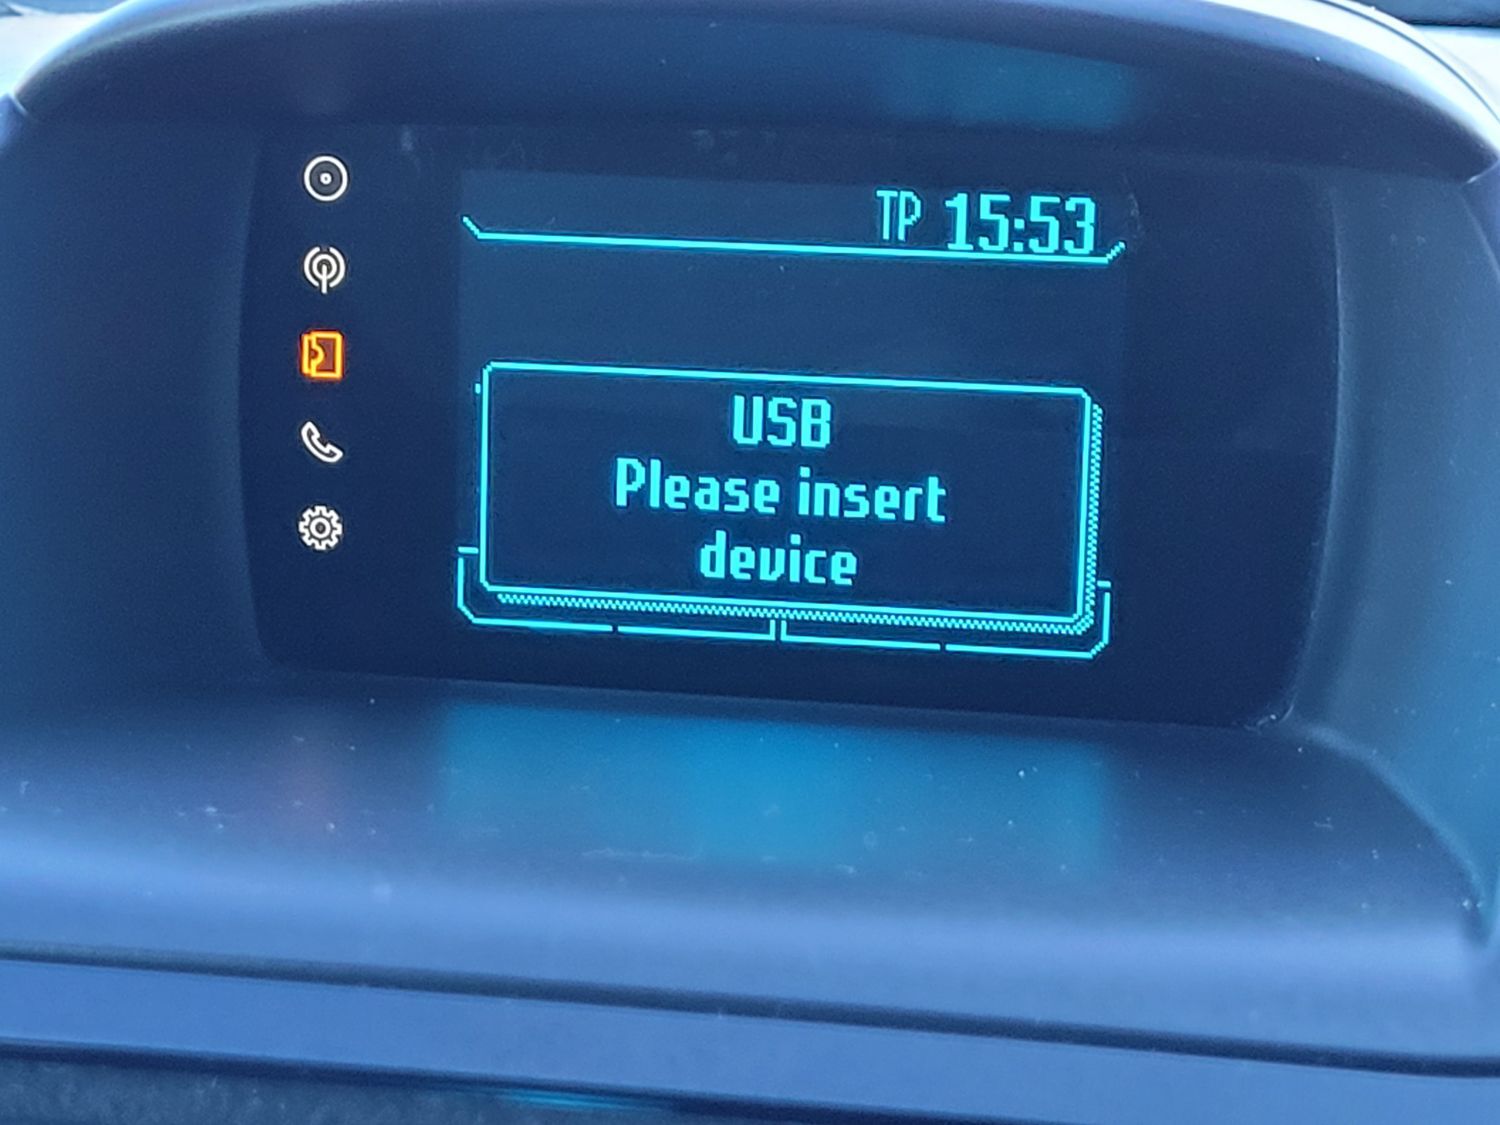 TP 15:53
USB
Please insert
device